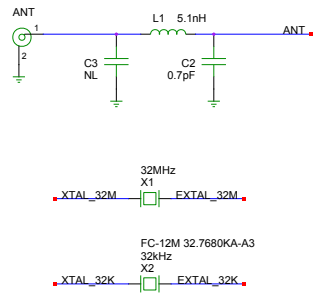 ANT
L1 5.1nH
1
ANT
2
C3
NL
C2
0.7pF
32MHz
X1
XTAL_32M
EXTAL_32M
FC-12M 32.7680KA-A3
32kHz
X2
XTAL_32K
EXTAL_32K